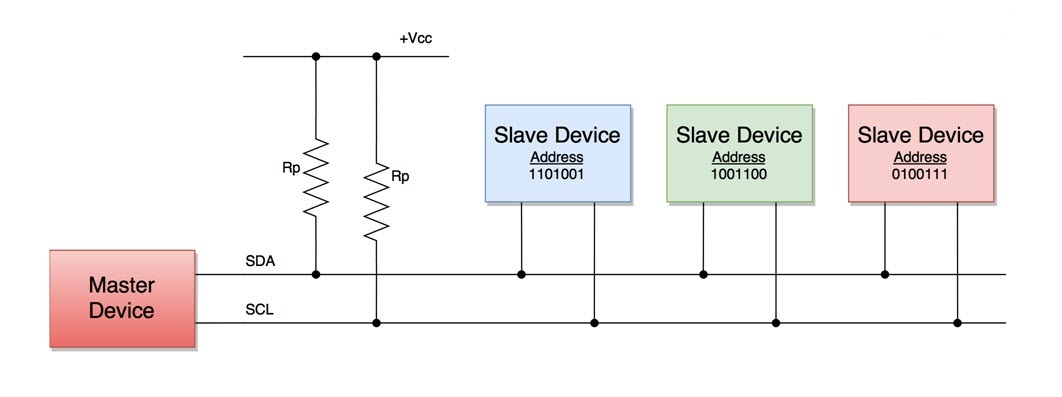 +Vcc
Rp
Rp
Slave Device
Address
1101001
Slave Device
Address
1001100
Slave Device
Address
0100111
SDA
SCL
Master
Device